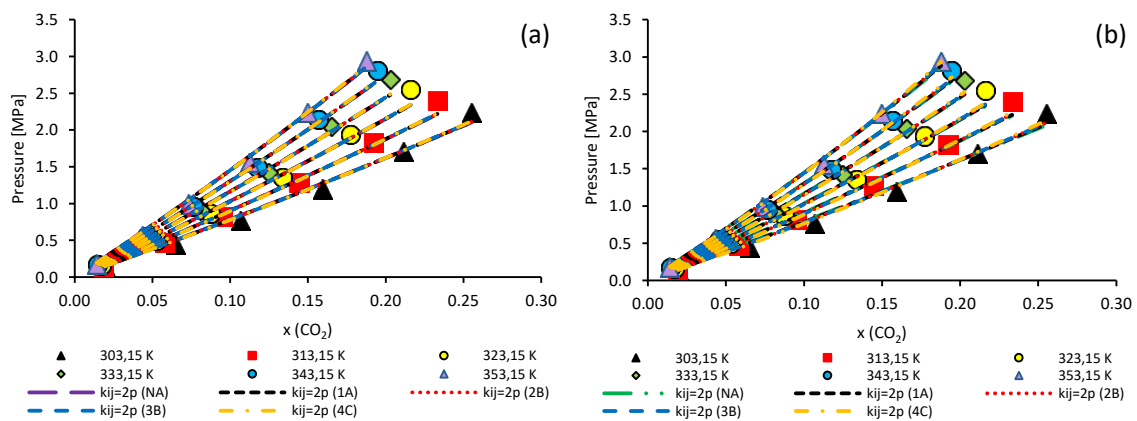 (a)
3.5
3.0
2.5
2.0
1.5
1.0
0.5
0.0
Pressure [MPa]
0.00 0.05 0.10 0.15 0.20 0.25 0.30
x (CO₂)
303,15 K 313,15 K 323,15 K
333,15 K 343,15 K 353,15 K
kij=2p (NA) kij=2p (1A) kij=2p (2B)
kij=2p (3B) kij=2p (4C)
(b)
3.5
3.0
2.5
2.0
1.5
1.0
0.5
0.0
Pressure [MPa]
0.00 0.05 0.10 0.15 0.20 0.25 0.30
x (CO₂)
303,15 K 313,15 K 323,15 K
333,15 K 343,15 K 353,15 K
kij=2p (NA) kij=2p (1A) kij=2p (2B)
kij=2p (3B) kij=2p (4C)